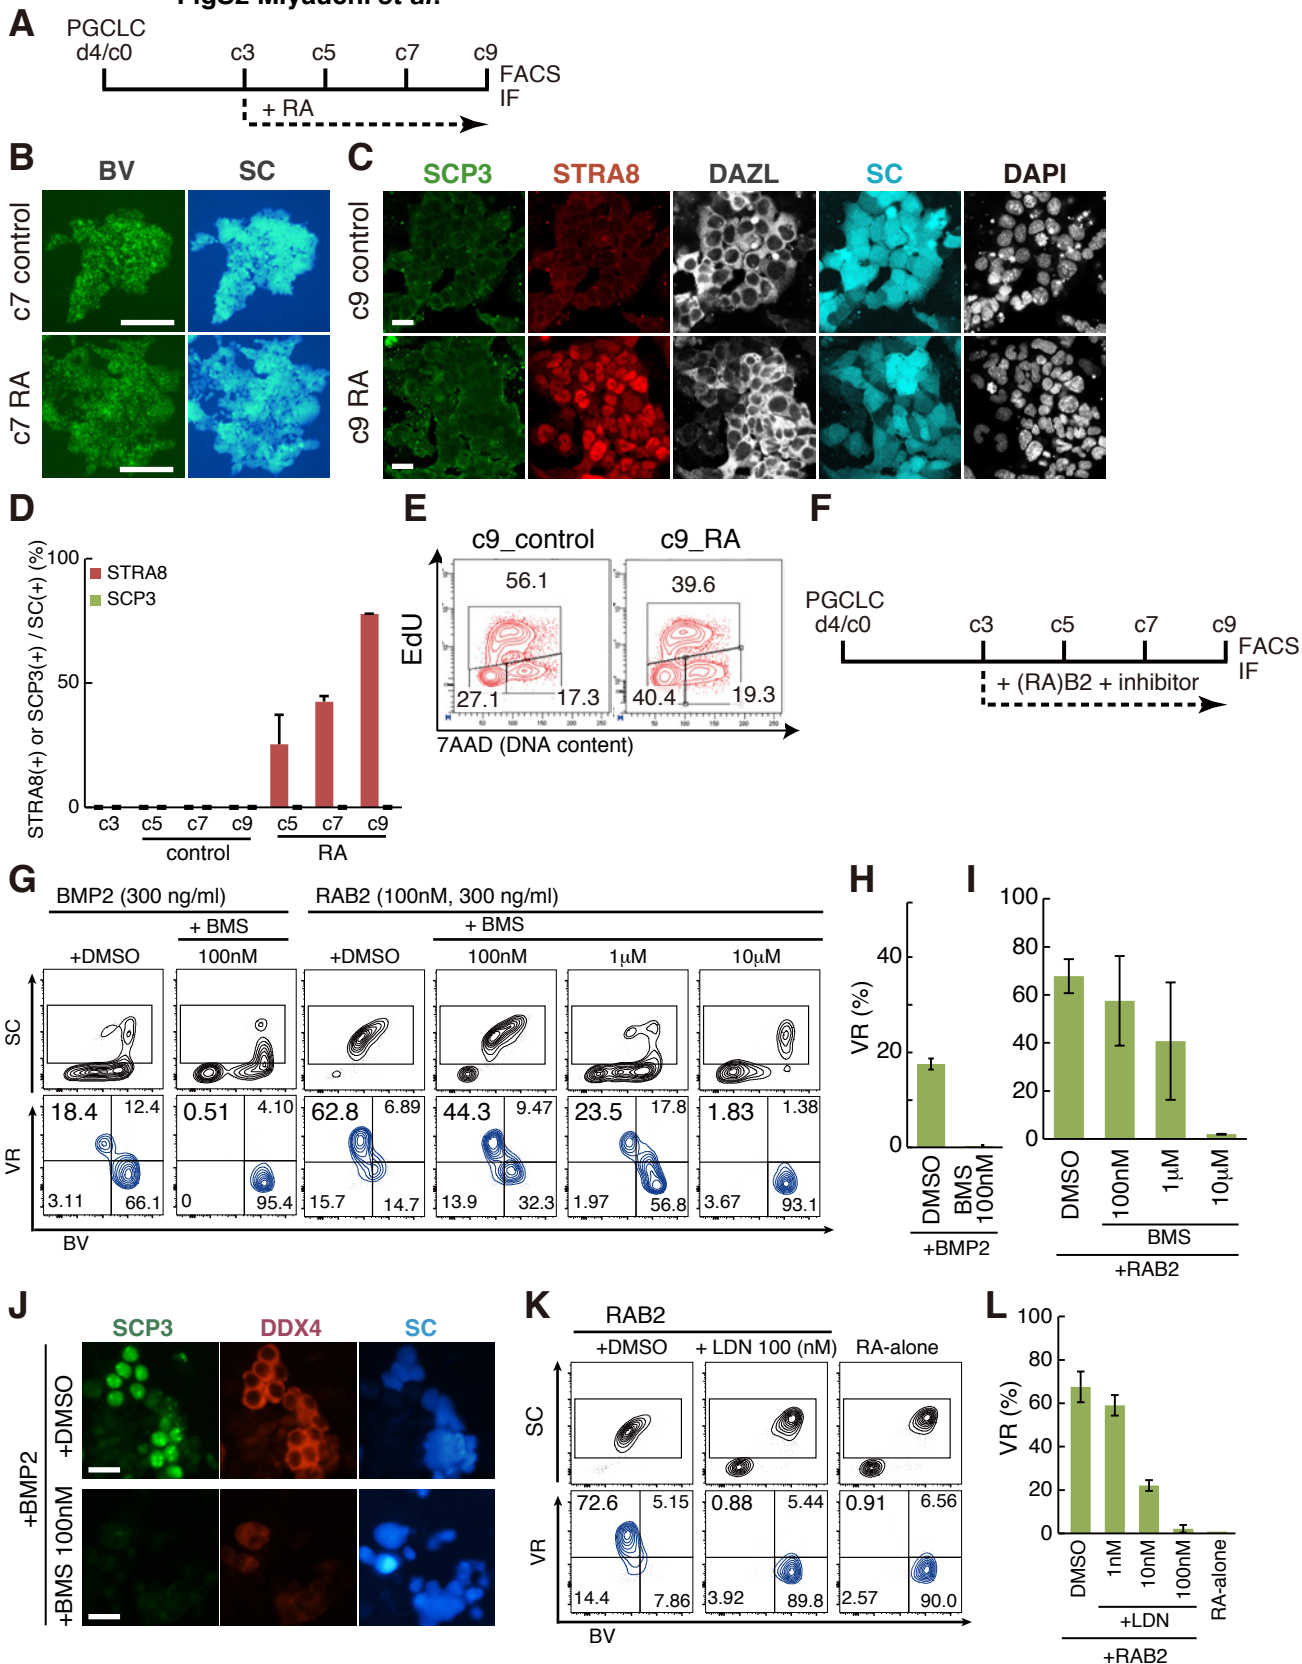 FigS2 Miyauchi et al.
A
PGCLC
d4/c0 c3 c5 c7 c9
FACS
IF
+ RA
B
BV SC
c7 control
c7 RA
C
SCP3 STRA8 DAZL SC DAPI
c9 control
c9 RA
D
STRA8(+) or SCP3(+) / SC(+) (%)
100
50
0
STRA8
SCP3
c3 c5 c7 c9 c5 c7 c9
control RA
E
c9_control c9_RA
EdU
56.1 39.6
27.1 17.3 40.4 19.3
50 100 150 200 250 50 100 150 200 250
7AAD (DNA content)
F
PGCLC
d4/c0 c3 c5 c7 c9
FACS
IF
+ (RA)B2 + inhibitor
G
BMP2 (300 ng/ml) RAB2 (100nM, 300 ng/ml)
+ BMS + BMS
+DMSO 100nM +DMSO 100nM 1μM 10μM
SC
VR
18.4 12.4 0.51 4.10 62.8 6.89 44.3 9.47 23.5 17.8 1.83 1.38
3.11 66.1 0 95.4 15.7 14.7 13.9 32.3 1.97 56.8 3.67 93.1
BV
H
VR (%)
40
20
0
DMSO
BMS
100nM
+BMP2
I
100
80
60
40
20
0
DMSO
100nM
1μM
10μM
BMS
+RAB2
J
SCP3 DDX4 SC
+BMP2
+DMSO
+BMS 100nM
K
RAB2
+DMSO + LDN 100 (nM) RA-alone
SC
VR
72.6 5.15 0.88 5.44 0.91 6.56
14.4 7.86 3.92 89.8 2.57 90.0
BV
L
VR (%)
100
80
60
40
20
0
DMSO
1nM
10nM
100nM
RA-alone
+LDN
+RAB2